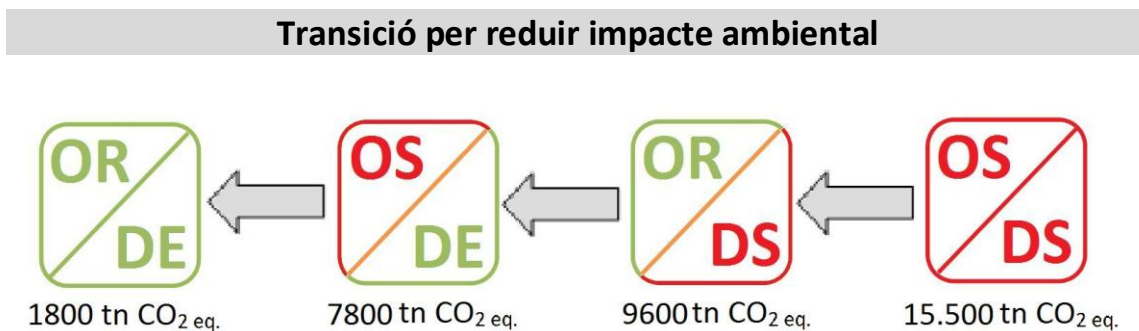 Transició per reduir impacte ambiental
OR OS OR OS
DE DE DS DS
1800 tn CO2 eq. 7800 tn CO2 eq. 9600 tn CO2 eq. 15.500 tn CO2 eq.